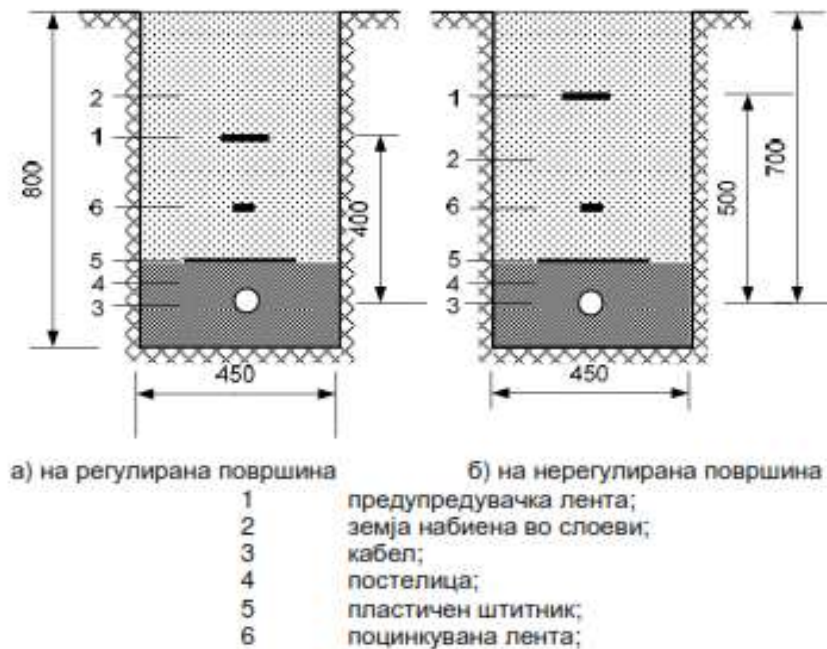 2
1
6
5
4
3
800
400
450
1
2
6
5
4
3
500
700
450
а) на регулирана површина
б) на нерегулирана површина
1 предупредувачка лента;
2 земја набиена во слоеви;
3 кабел;
4 постелица;
5 пластичен штитник;
6 поцинкувана лента;